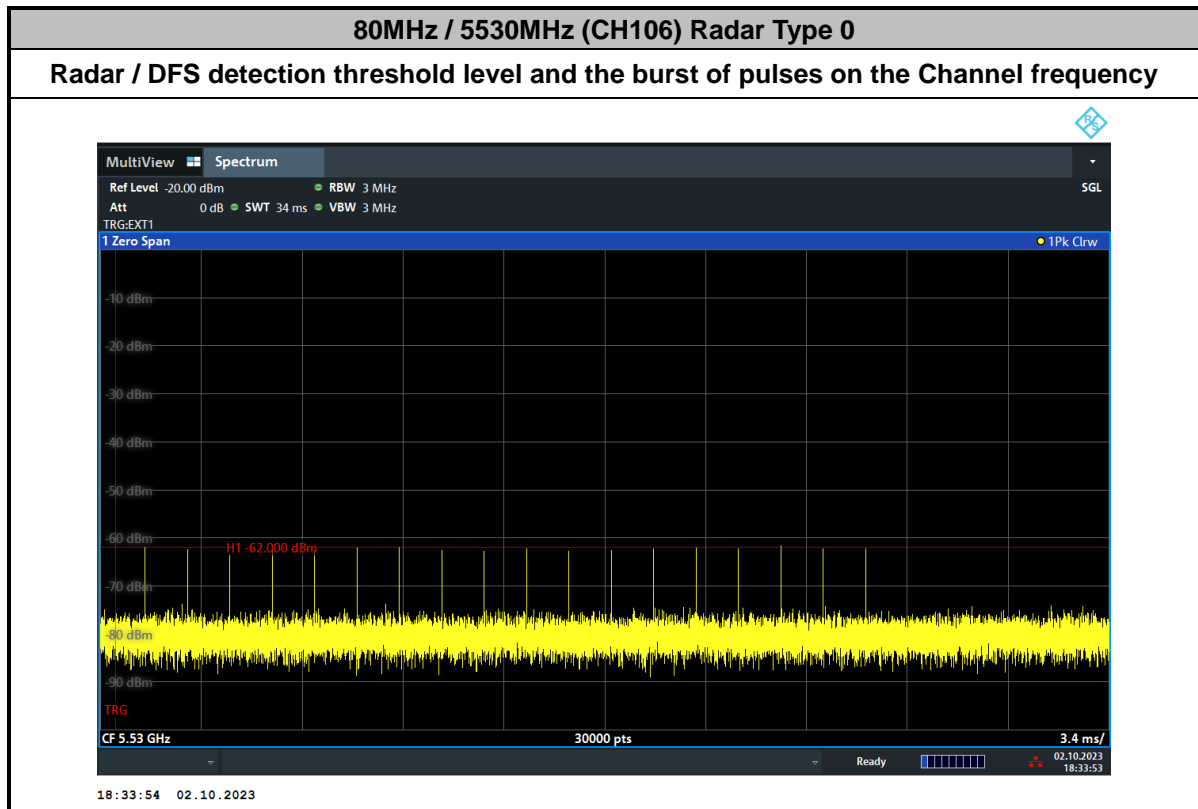 80MHz / 5530MHz (CH106) Radar Type 0
Radar / DFS detection threshold level and the burst of pulses on the Channel frequency
R&S
MultiView Spectrum
Ref Level -20.00 dBm RBW 3 MHz SGL
Att 0 dB SWT 34 ms VBW 3 MHz
TRG:EXT1
1 Zero Span 1Pk Clrw
-10 dBm
-20 dBm
-30 dBm
-40 dBm
-50 dBm
-60 dBm
H1 -62.000 dBm
-70 dBm
-80 dBm
-90 dBm
TRG
CF 5.53 GHz 30000 pts 3.4 ms/
Ready 02.10.2023
18:33:53
18:33:54 02.10.2023